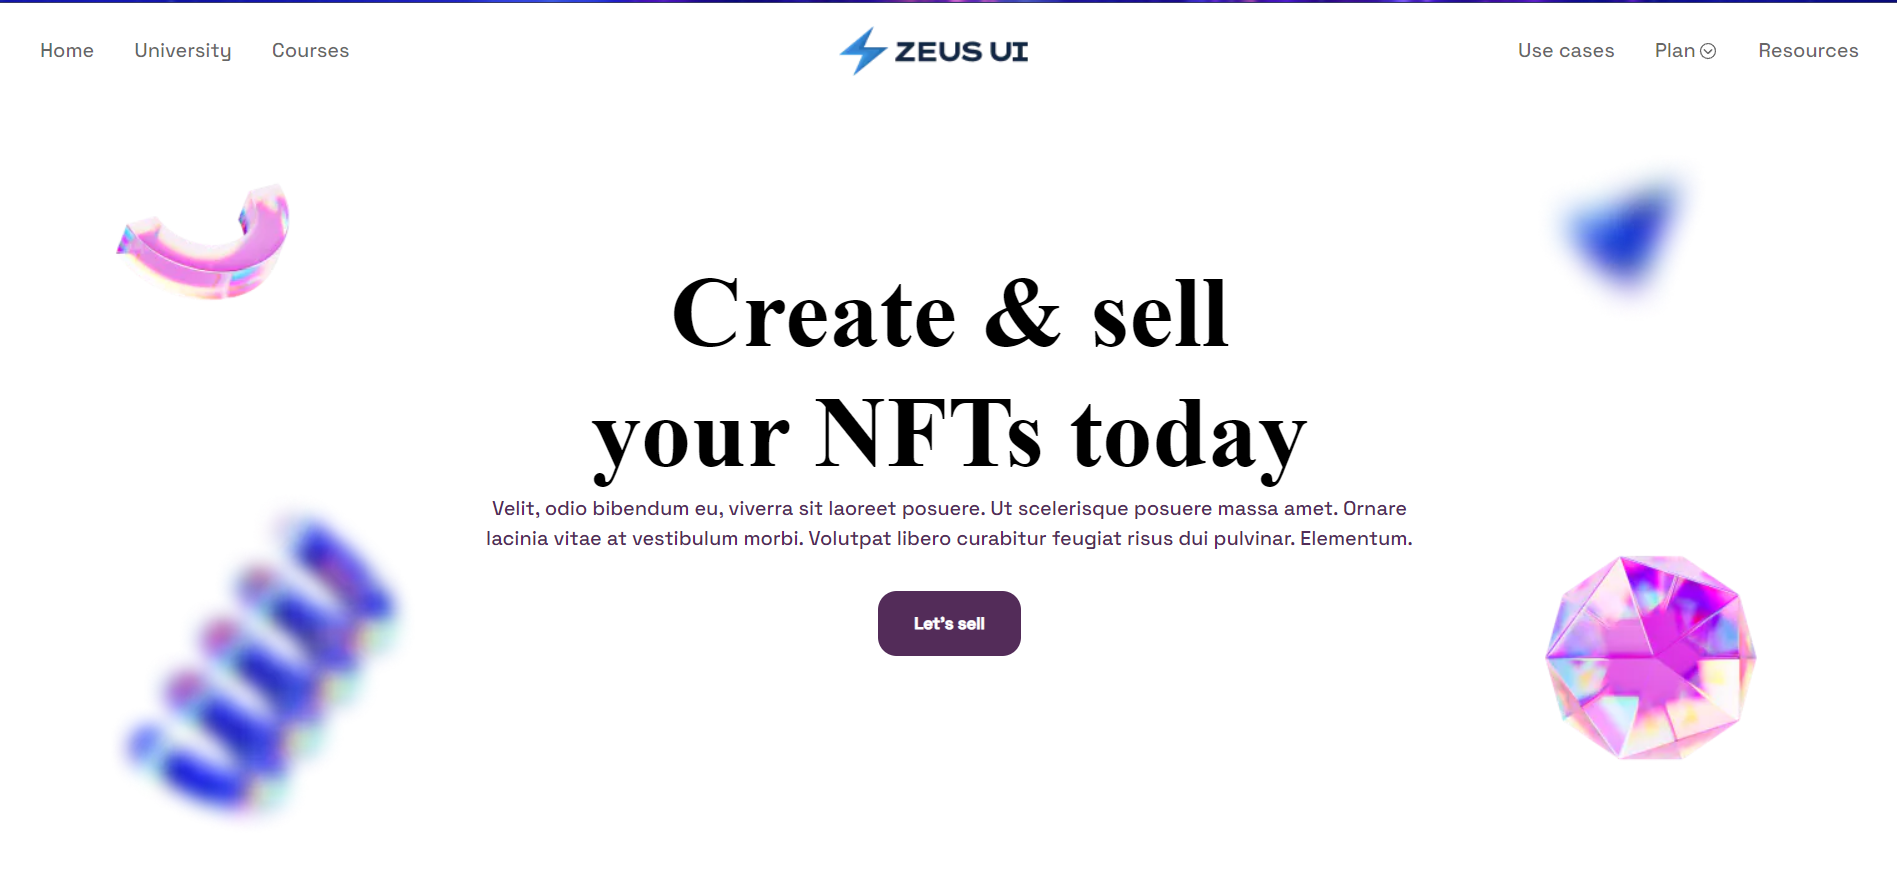 Home University Courses ZEUS UI Use cases Plan Resources
Create & sell
your NFTs today
Velit, odio bibendum eu, viverra sit laoreet posuere. Ut scelerisque posuere massa amet. Ornare
lacinia vitae at vestibulum morbi. Volutpat libero curabitur feugiat risus dui pulvinar. Elementum.
Let's sell